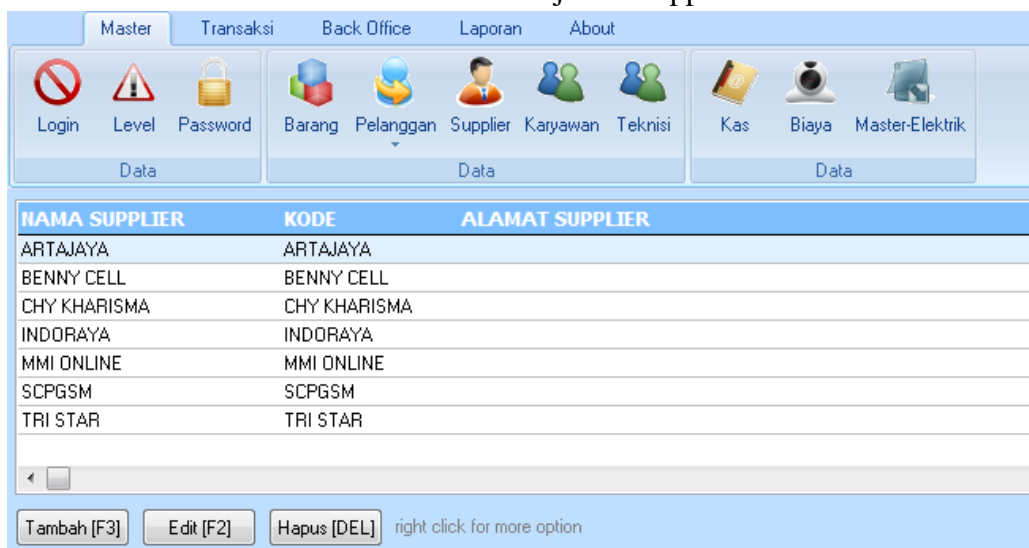 Master Transaksi Back Office Laporan About
Login Level Password Barang Pelanggan Supplier Karyawan Teknisi Kas Biaya Master-Elektrik
Data Data Data
NAMA SUPPLIER KODE ALAMAT SUPPLIER
ARTAJAYA ARTAJAYA
BENNY CELL BENNY CELL
CHY KHARISMA CHY KHARISMA
INDORAYA INDORAYA
MMI ONLINE MMI ONLINE
SCPGSM SCPGSM
TRI STAR TRI STAR
Tambah [F3] Edit [F2] Hapus [DEL] right click for more option